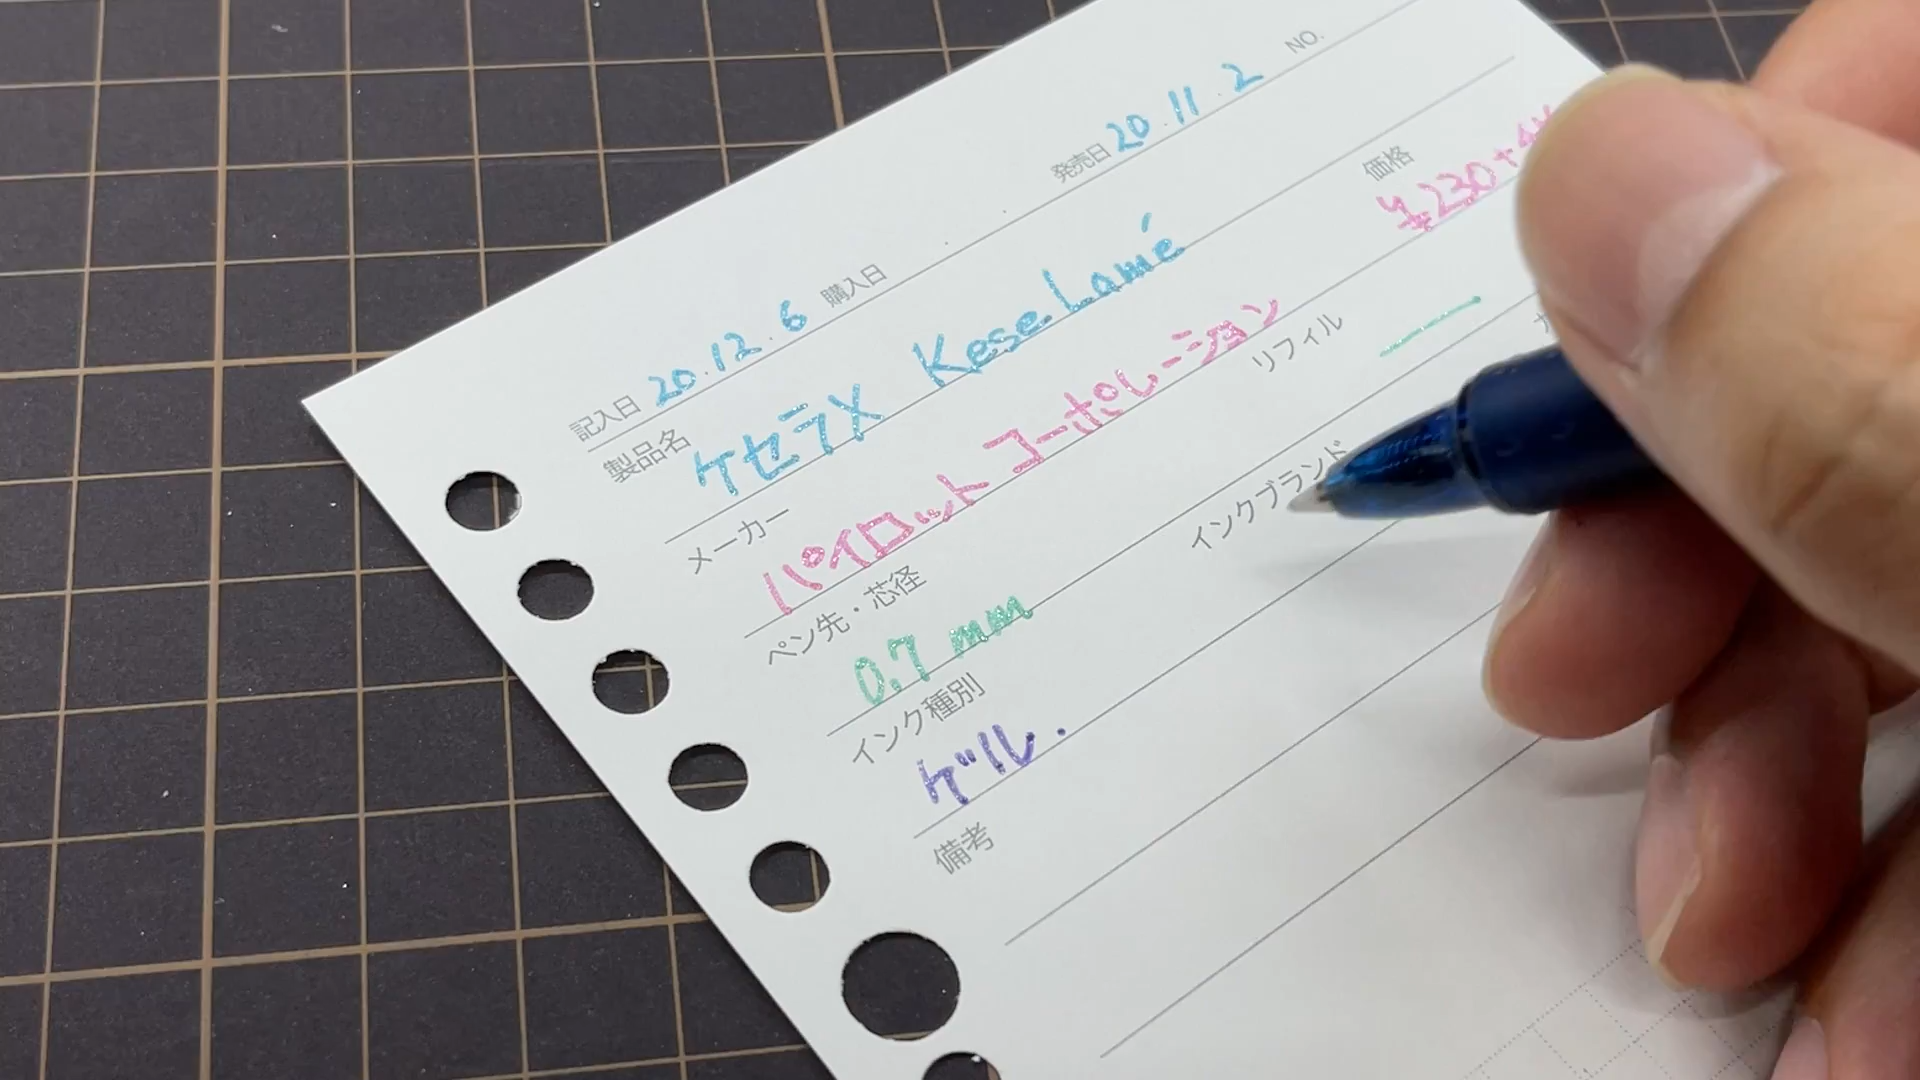 記入日 20.12.6 購入日 発売日 20.11.2 NO.
製品名 ケセラメ Kese Lamé 価格 ¥230+
メーカー パイロットコーポレーション リフィル
ペン先・芯径 0.7 mm インクブランド
インク種別 ゲル.
備考